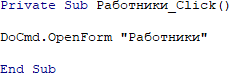 Private Sub Работники_Click()
DoCmd.OpenForm "Работники"
End Sub